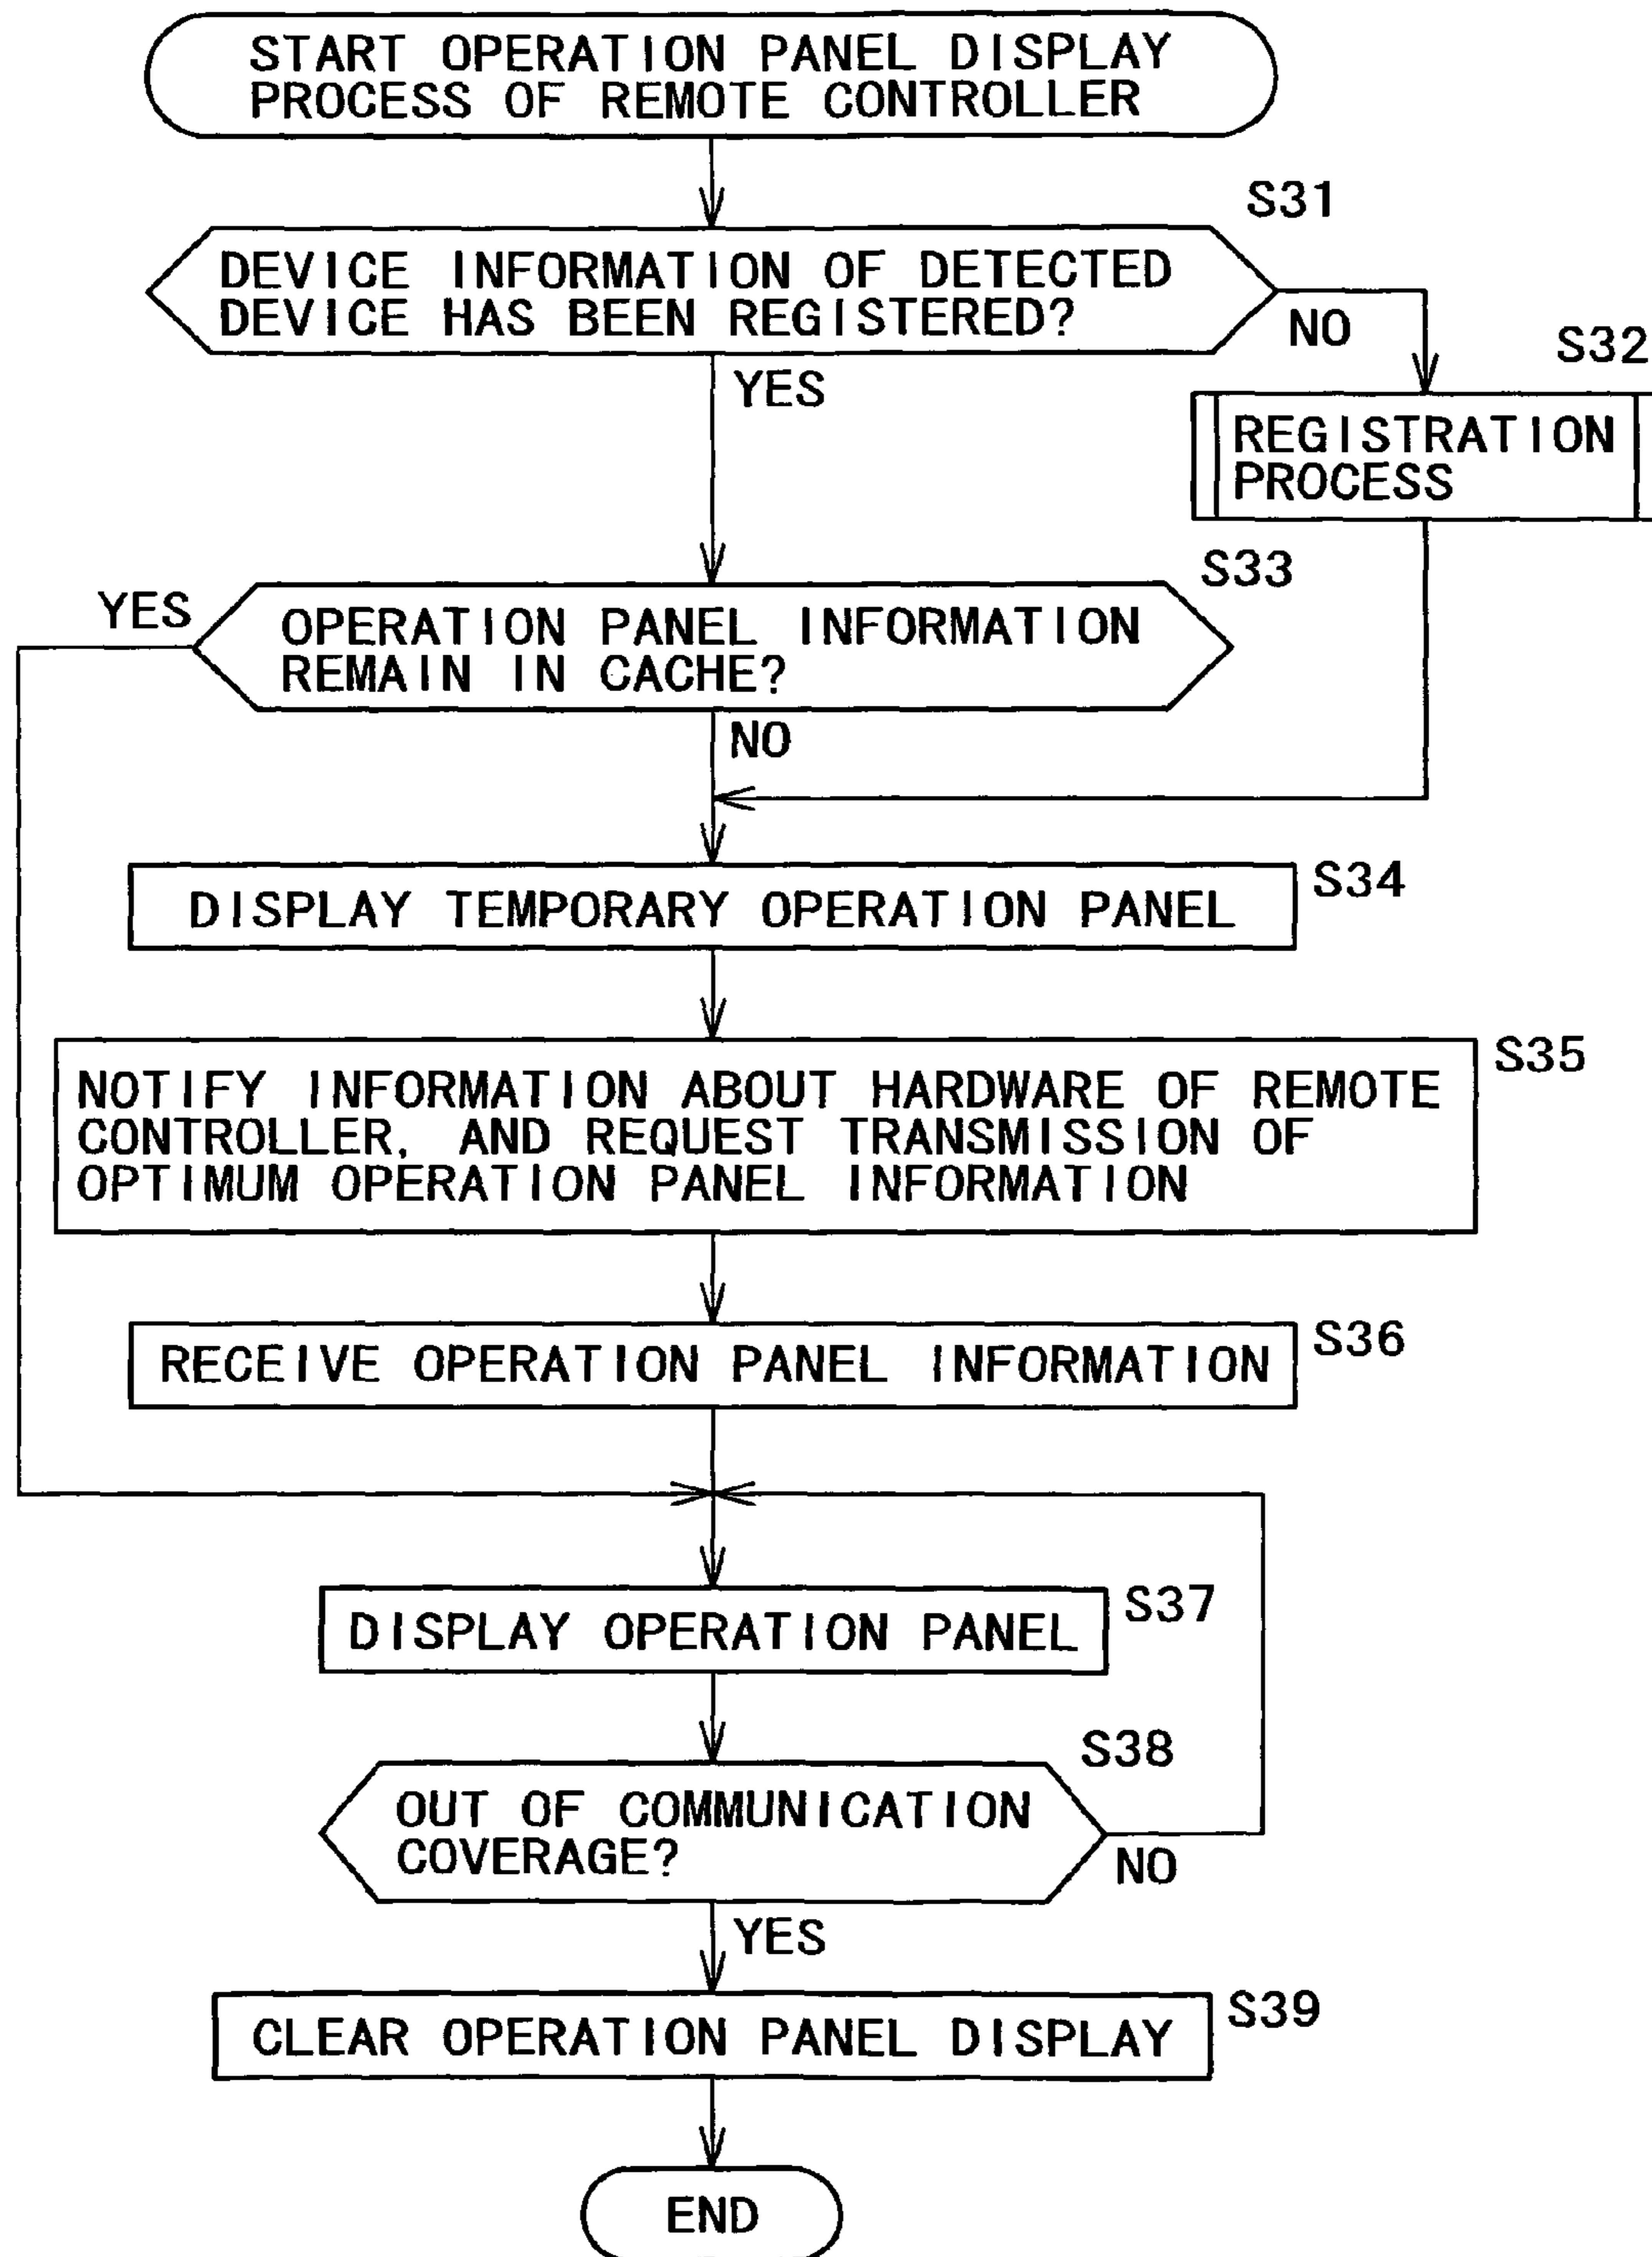 START OPERATION PANEL DISPLAY
PROCESS OF REMOTE CONTROLLER
S31
DEVICE INFORMATION OF DETECTED
DEVICE HAS BEEN REGISTERED?
NO
YES
S32
REGISTRATION
PROCESS
S33
YES
OPERATION PANEL INFORMATION
REMAIN IN CACHE?
NO
S34
DISPLAY TEMPORARY OPERATION PANEL
S35
NOTIFY INFORMATION ABOUT HARDWARE OF REMOTE
CONTROLLER, AND REQUEST TRANSMISSION OF
OPTIMUM OPERATION PANEL INFORMATION
S36
RECEIVE OPERATION PANEL INFORMATION
S37
DISPLAY OPERATION PANEL
S38
OUT OF COMMUNICATION
COVERAGE?
NO
YES
S39
CLEAR OPERATION PANEL DISPLAY
END